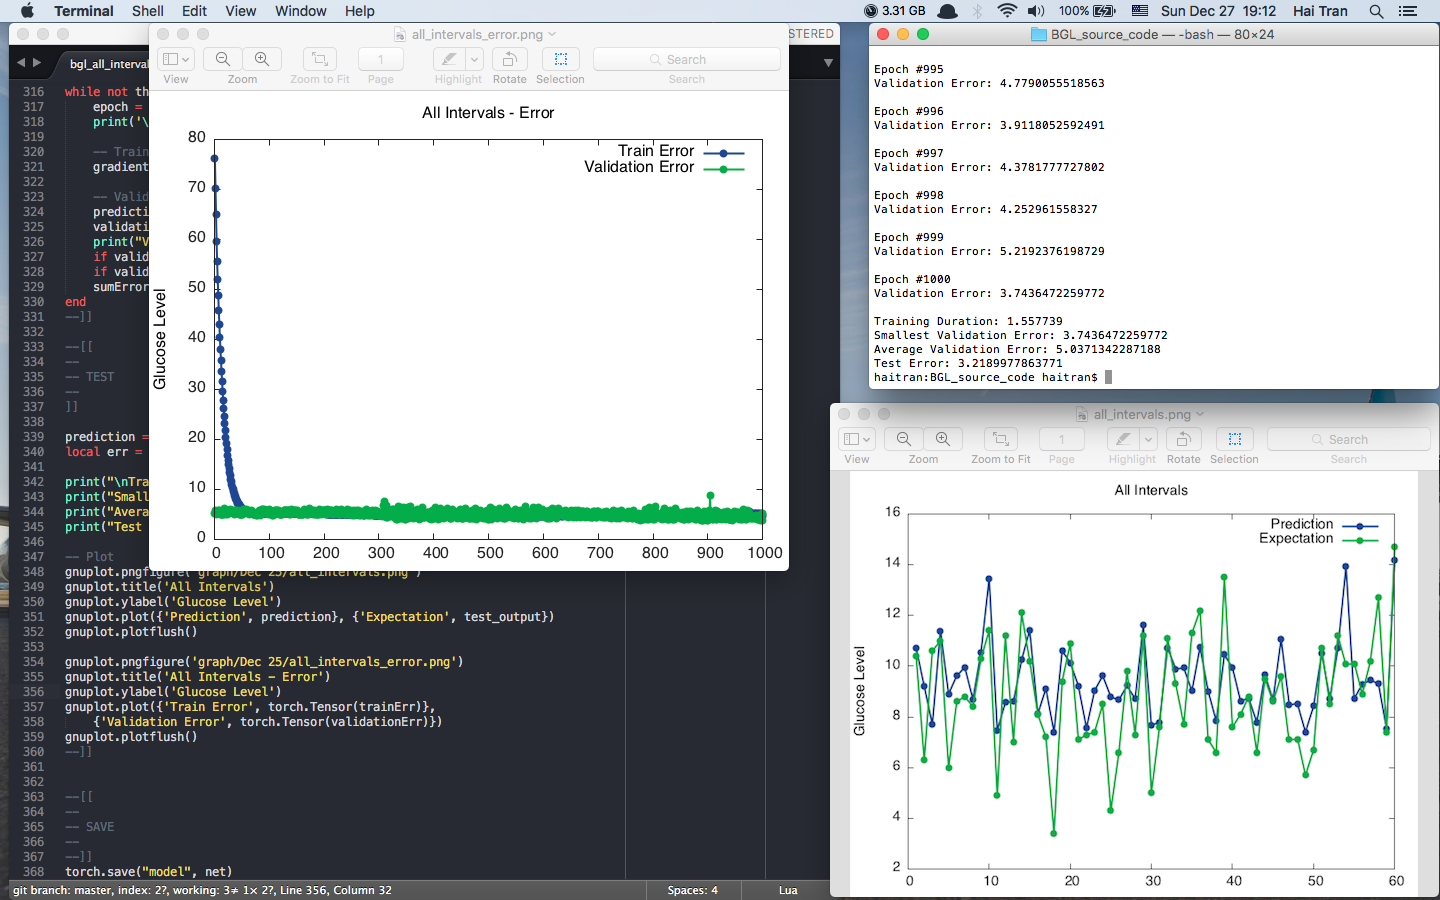 Terminal Shell Edit View Window Help 3.31 GB 100% Sun Dec 27 19:12 Hai Tran
STERED
bgl_all_interva
316 while not th
317 epoch =
318 print('\
319
320 -- Train
321 gradient
322
323 -- Valid
324 predicti
325 validati
326 print("V
327 if valid
328 if valid
329 sumError
330 end
331 --]]
332
333 --[[
334 --
335 -- TEST
336 --
337 ]]
338
339 prediction =
340 local err =
341
342 print("\nTra
343 print("Small
344 print("Avera
345 print("Test
346
347 -- Plot
348 gnuplot.pngfigure('graph/Dec 25/all_intervals.png')
349 gnuplot.title('All Intervals')
350 gnuplot.ylabel('Glucose Level')
351 gnuplot.plot({'Prediction', prediction}, {'Expectation', test_output})
352 gnuplot.plotflush()
353
354 gnuplot.pngfigure('graph/Dec 25/all_intervals_error.png')
355 gnuplot.title('All Intervals - Error')
356 gnuplot.ylabel('Glucose Level')
357 gnuplot.plot({'Train Error', torch.Tensor(trainErr)},
358 {'Validation Error', torch.Tensor(validationErr)})
359 gnuplot.plotflush()
360 --]]
361
362
363 --[[
364 --
365 -- SAVE
366 --
367 --]]
368 torch.save("model", net)
git branch: master, index: 2?, working: 3≠ 1× 2?, Line 356, Column 32 Spaces: 4 Lua
all_intervals_error.png
1 Search
View Zoom Zoom to Fit Page Highlight Rotate Selection Search
All Intervals - Error
Train Error
Validation Error
Glucose Level
80
70
60
50
40
30
20
10
0
0 100 200 300 400 500 600 700 800 900 1000
BGL_source_code — -bash — 80×24
Epoch #995
Validation Error: 4.7790055518563
Epoch #996
Validation Error: 3.9118052592491
Epoch #997
Validation Error: 4.3781777727802
Epoch #998
Validation Error: 4.252961558327
Epoch #999
Validation Error: 5.2192376198729
Epoch #1000
Validation Error: 3.7436472259772
Training Duration: 1.557739
Smallest Validation Error: 3.7436472259772
Average Validation Error: 5.0371342287188
Test Error: 3.2189977863771
haitran:BGL_source_code haitran$
all_intervals.png
1 Search
View Zoom Zoom to Fit Page Highlight Rotate Selection Search
All Intervals
Prediction
Expectation
Glucose Level
16
14
12
10
8
6
4
2
0 10 20 30 40 50 60